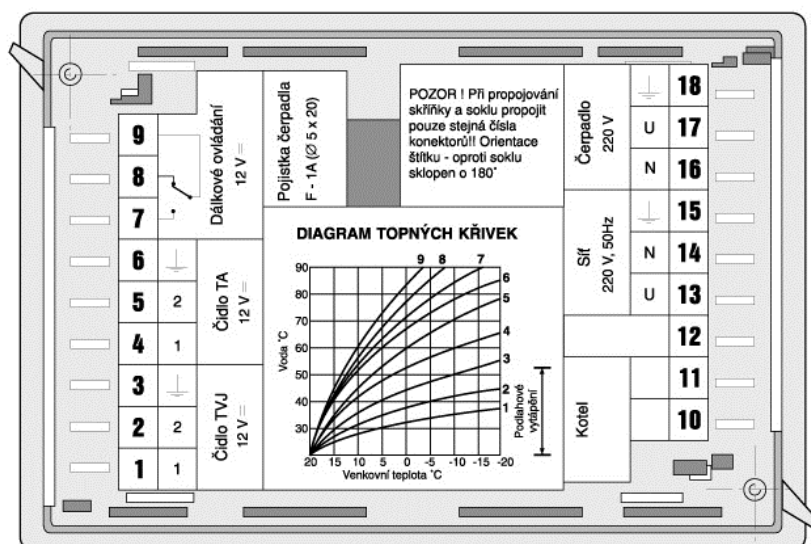 9
8
7
Dálkové ovládání
12 V ⎓
6 ⏚
5 2
4 1
Čidlo TA
12 V ⎓
3 ⏚
2 2
1 1
Čidlo TVJ
12 V ⎓
Pojistka čerpadla
F - 1A (Ø 5 x 20)
POZOR ! Při propojování
skříňky a soklu propojit
pouze stejná čísla
konektorů!! Orientace
štítku - oproti soklu
sklopen o 180˚
DIAGRAM TOPNÝCH KŘIVEK
9 8 7
6
5
4
3
2
1
Voda ˚C
90
80
70
60
50
40
30
20 15 10 5 0 -5 -10 -15 -20
Venkovní teplota ˚C
Podlahové
vytápění
Čerpadlo
220 V
⏚ 18
U 17
N 16
Síť
220 V, 50Hz
⏚ 15
N 14
U 13
12
Kotel
11
10